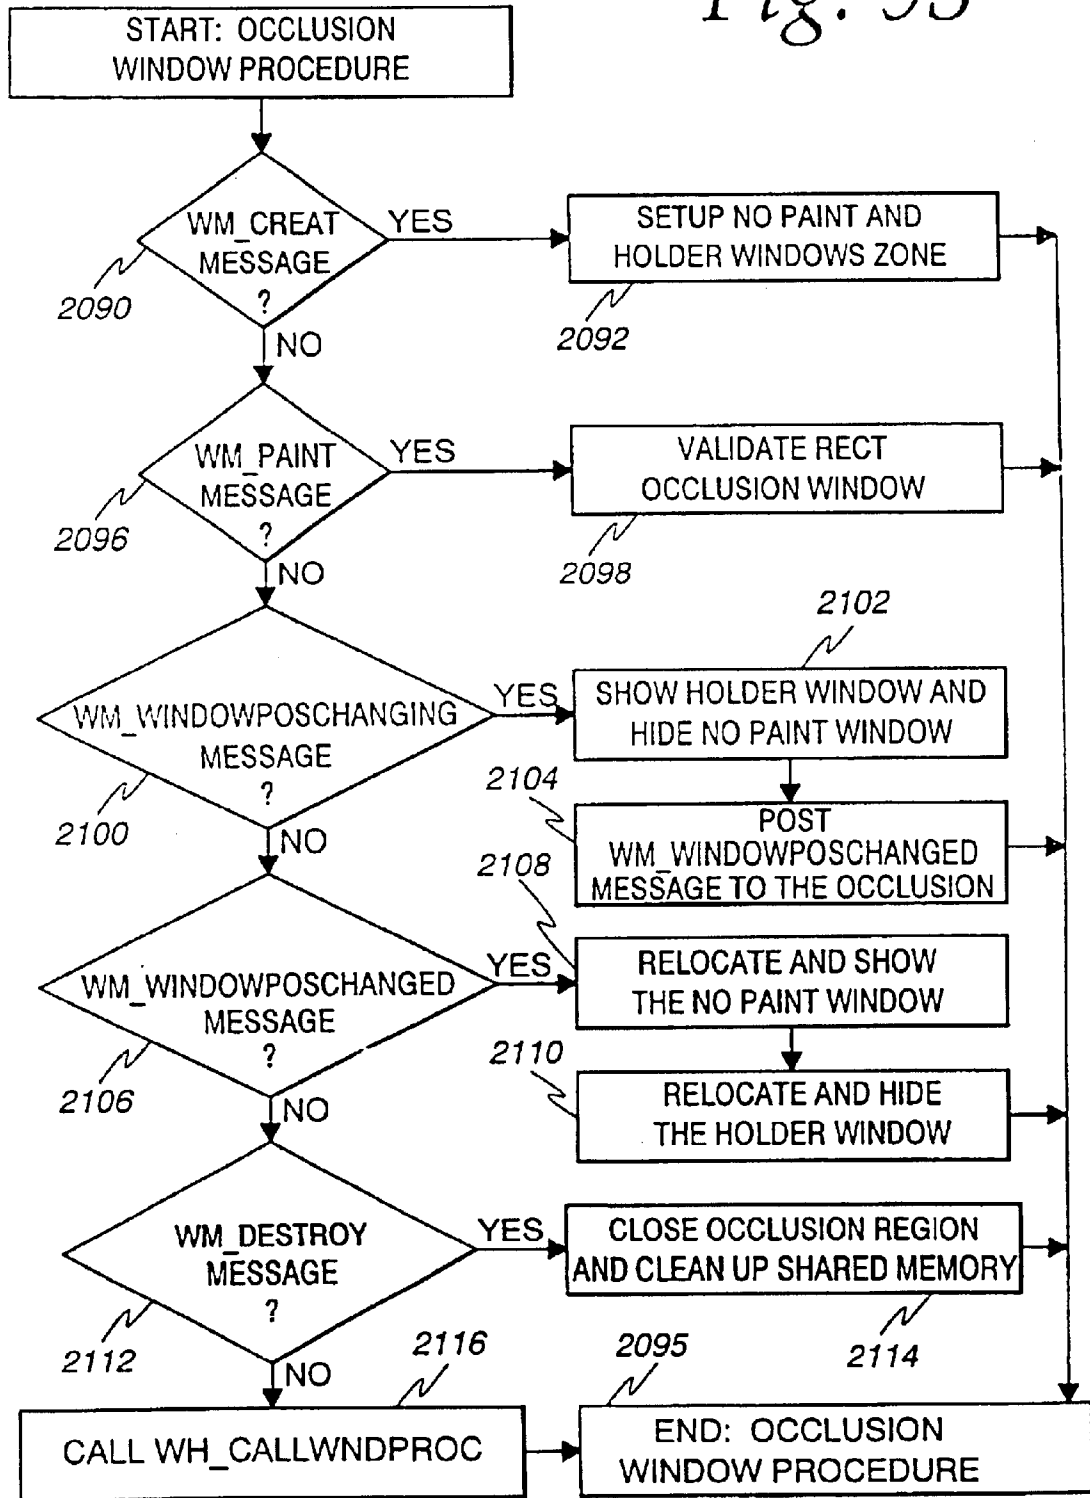 START: OCCLUSION
WINDOW PROCEDURE
WM_CREAT
MESSAGE
?
YES
SETUP NO PAINT AND
HOLDER WINDOWS ZONE
2090
2092
NO
WM_PAINT
MESSAGE
?
YES
VALIDATE RECT
OCCLUSION WINDOW
2096
2098
NO
2102
WM_WINDOWPOSCHANGING
MESSAGE
?
YES
SHOW HOLDER WINDOW AND
HIDE NO PAINT WINDOW
2100
2104
POST
WM_WINDOWPOSCHANGED
MESSAGE TO THE OCCLUSION
NO
2108
WM_WINDOWPOSCHANGED
MESSAGE
?
YES
RELOCATE AND SHOW
THE NO PAINT WINDOW
2106
2110
RELOCATE AND HIDE
THE HOLDER WINDOW
NO
WM_DESTROY
MESSAGE
?
YES
CLOSE OCCLUSION REGION
AND CLEAN UP SHARED MEMORY
2112
2114
NO
2116
2095
CALL WH_CALLWNDPROC
END: OCCLUSION
WINDOW PROCEDURE